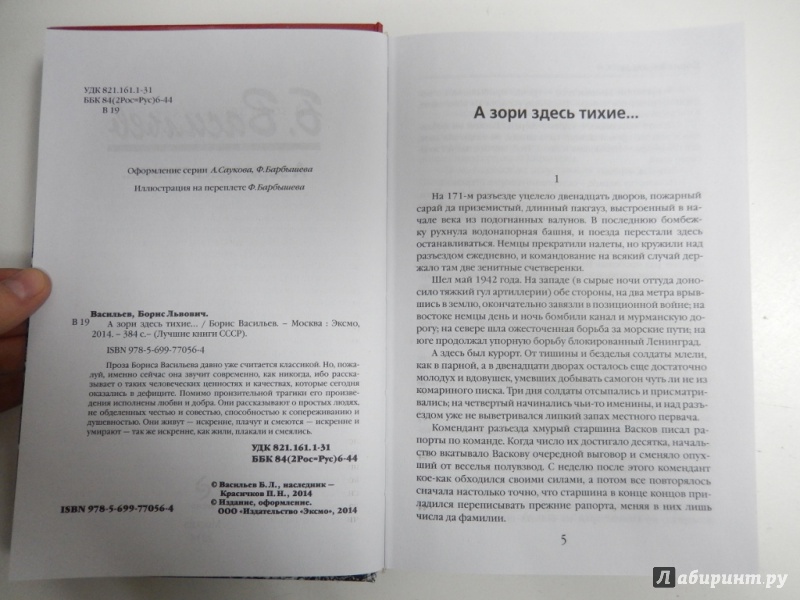 УДК 821.161.1-31
ББК 84(2Рос=Рус)6-44
В 19
Оформление серии А.Саукова, Ф.Барбышева
Иллюстрация на переплете Ф.Барбышева
Васильев, Борис Львович.
В 19 А зори здесь тихие... / Борис Васильев. – Москва : Эксмо,
2014. – 384 с.– (Лучшие книги СССР).
ISBN 978-5-699-77056-4
Проза Бориса Васильева давно уже считается классикой. Но, пожа-
луй, именно сейчас она звучит современно, как никогда, ибо рассказы-
вает о таких человеческих ценностях и качествах, которые сегодня
оказались в дефиците. Помимо пронзительной трагики его произве-
дения исполнены любви и добра. Они рассказывают о простых людях,
не обделенных честью и совестью, способностью к сопереживанию и
душевностью. Они живут — искренне, плачут и смеются — искренне и
умирают — так же искренне, как жили, плакали и смеялись.
УДК 821.161.1-31
ББК 84(2Рос=Рус)6-44
© Васильев Б.Л., наследник –
Красичков П.Н., 2014
© Издание, оформление.
ISBN 978-5-699-77056-4 ООО «Издательство «Эксмо», 2014
А зори здесь тихие...
1
На 171-м разъезде уцелело двенадцать дворов, пожарный
сарай да приземистый, длинный пакгауз, выстроенный в на-
чале века из подогнанных валунов. В последнюю бомбеж-
ку рухнула водонапорная башня, и поезда перестали здесь
останавливаться. Немцы прекратили налеты, но кружили над
разъездом ежедневно, и командование на всякий случай дер-
жало там две зенитные счетверенки.
Шел май 1942 года. На западе (в сырые ночи оттуда доно-
сило тяжкий гул артиллерии) обе стороны, на два метра врыв-
шись в землю, окончательно завязли в позиционной войне; на
востоке немцы день и ночь бомбили канал и мурманскую до-
рогу; на севере шла ожесточенная борьба за морские пути; на
юге продолжал упорную борьбу блокированный Ленинград.
А здесь был курорт. От тишины и безделья солдаты млели,
как в парной, а в двенадцати дворах осталось еще достаточно
молодух и вдовушек, умевших добывать самогон чуть ли не из
комариного писка. Три дня солдаты отсыпались и присматри-
вались; на четвертый начинались чьи-то именины, и над разъ-
ездом уже не выветривался липкий запах местного первача.
Комендант разъезда хмурый старшина Васков писал ра-
порты по команде. Когда число их достигало десятка, началь-
ство вкатывало Васкову очередной выговор и сменяло опух-
ший от веселья полувзвод. С неделю после этого комендант
кое-как обходился своими силами, а потом все повторялось
сначала настолько точно, что старшина в конце концов при-
ладился переписывать прежние рапорта, меняя в них лишь
числа да фамилии.
5
Лабиринт.ру